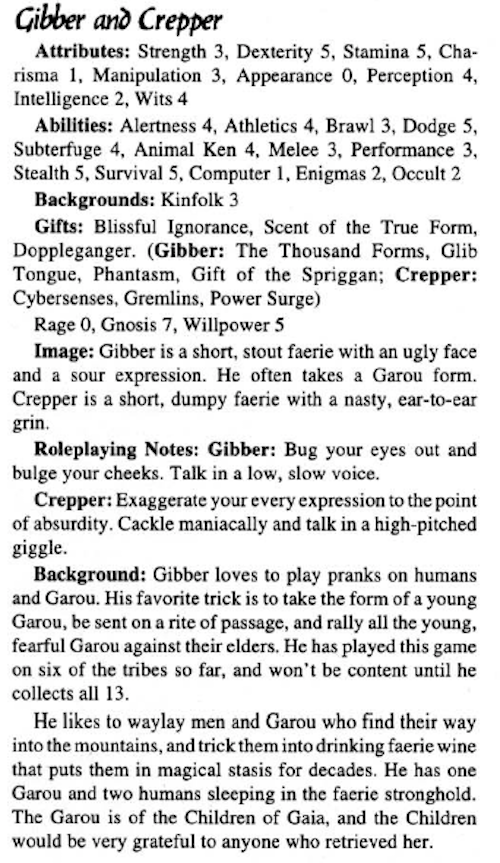 Gibber and Crepper
Attributes: Strength 3, Dexterity 5, Stamina 5, Cha-
risma 1, Manipulation 3, Appearance 0, Perception 4,
Intelligence 2, Wits 4
Abilities: Alertness 4, Athletics 4, Brawl 3, Dodge 5,
Subterfuge 4, Animal Ken 4, Melee 3, Performance 3,
Stealth 5, Survival 5, Computer 1, Enigmas 2, Occult 2
Backgrounds: Kinfolk 3
Gifts: Blissful Ignorance, Scent of the True Form,
Doppleganger. (Gibber: The Thousand Forms, Glib
Tongue, Phantasm, Gift of the Spriggan; Crepper:
Cybersenses, Gremlins, Power Surge)
Rage 0, Gnosis 7, Willpower 5
Image: Gibber is a short, stout faerie with an ugly face
and a sour expression. He often takes a Garou form.
Crepper is a short, dumpy faerie with a nasty, ear-to-ear
grin.
Roleplaying Notes: Gibber: Bug your eyes out and
bulge your cheeks. Talk in a low, slow voice.
Crepper: Exaggerate your every expression to the point
of absurdity. Cackle maniacally and talk in a high-pitched
giggle.
Background: Gibber loves to play pranks on humans
and Garou. His favorite trick is to take the form of a young
Garou, be sent on a rite of passage, and rally all the young,
fearful Garou against their elders. He has played this game
on six of the tribes so far, and won't be content until he
collects all 13.
He likes to waylay men and Garou who find their way
into the mountains, and trick them into drinking faerie wine
that puts them in magical stasis for decades. He has one
Garou and two humans sleeping in the faerie stronghold.
The Garou is of the Children of Gaia, and the Children
would be very grateful to anyone who retrieved her.